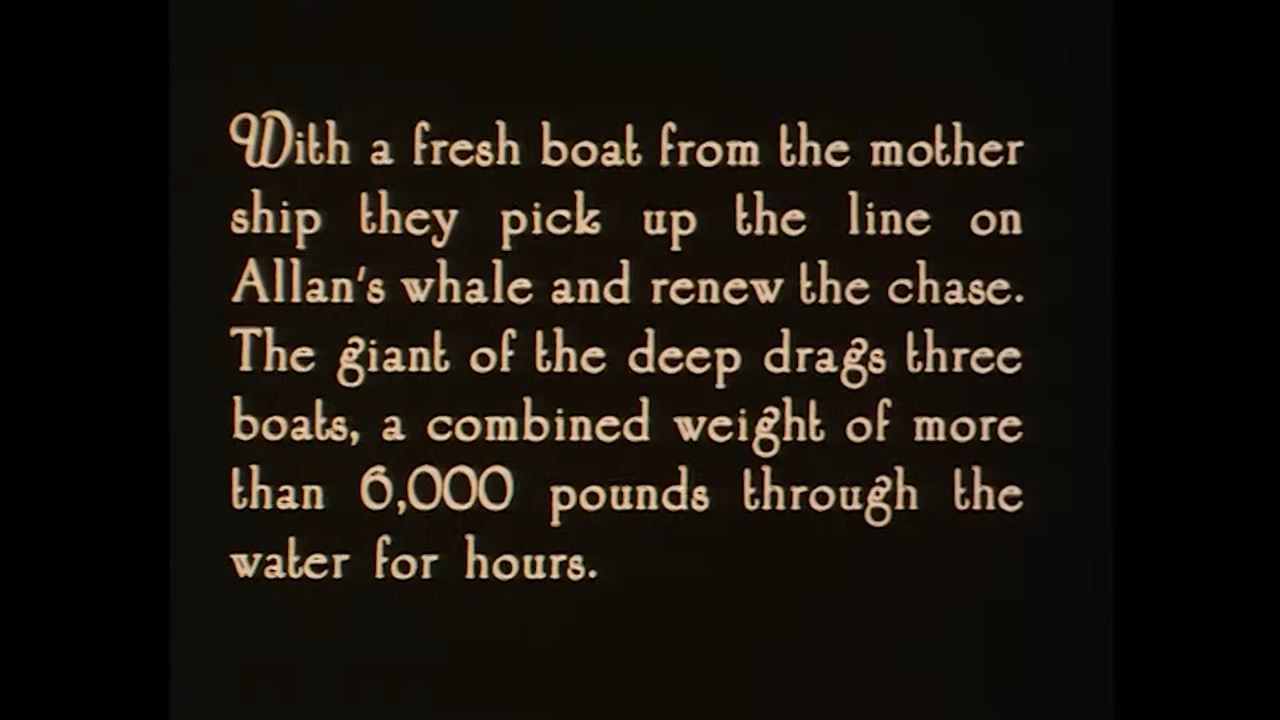 With a fresh boat from the mother
ship they pick up the line on
Allan's whale and renew the chase.
The giant of the deep drags three
boats, a combined weight of more
than 6,000 pounds through the
water for hours.